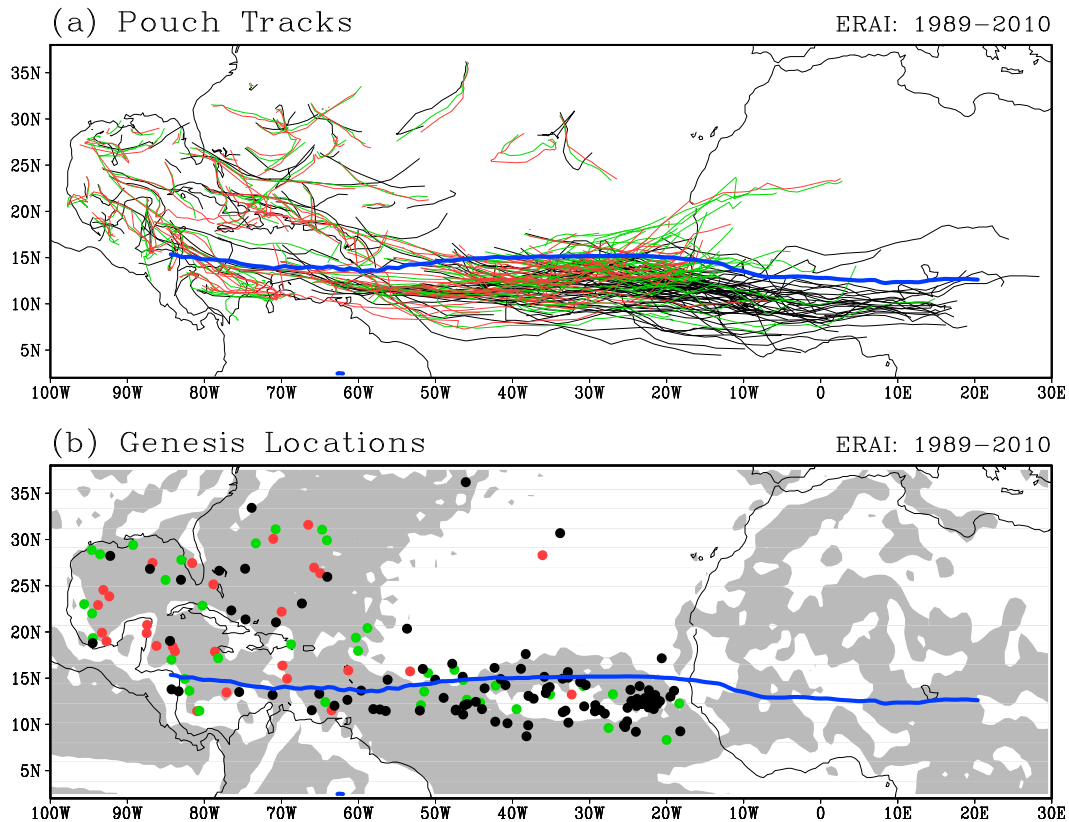 (a) Pouch Tracks ERAI: 1989−2010
35N
30N
25N
20N
15N
10N
5N
100W 90W 80W 70W 60W 50W 40W 30W 20W 10W 0 10E 20E 30E
(b) Genesis Locations ERAI: 1989−2010
35N
30N
25N
20N
15N
10N
5N
100W 90W 80W 70W 60W 50W 40W 30W 20W 10W 0 10E 20E 30E